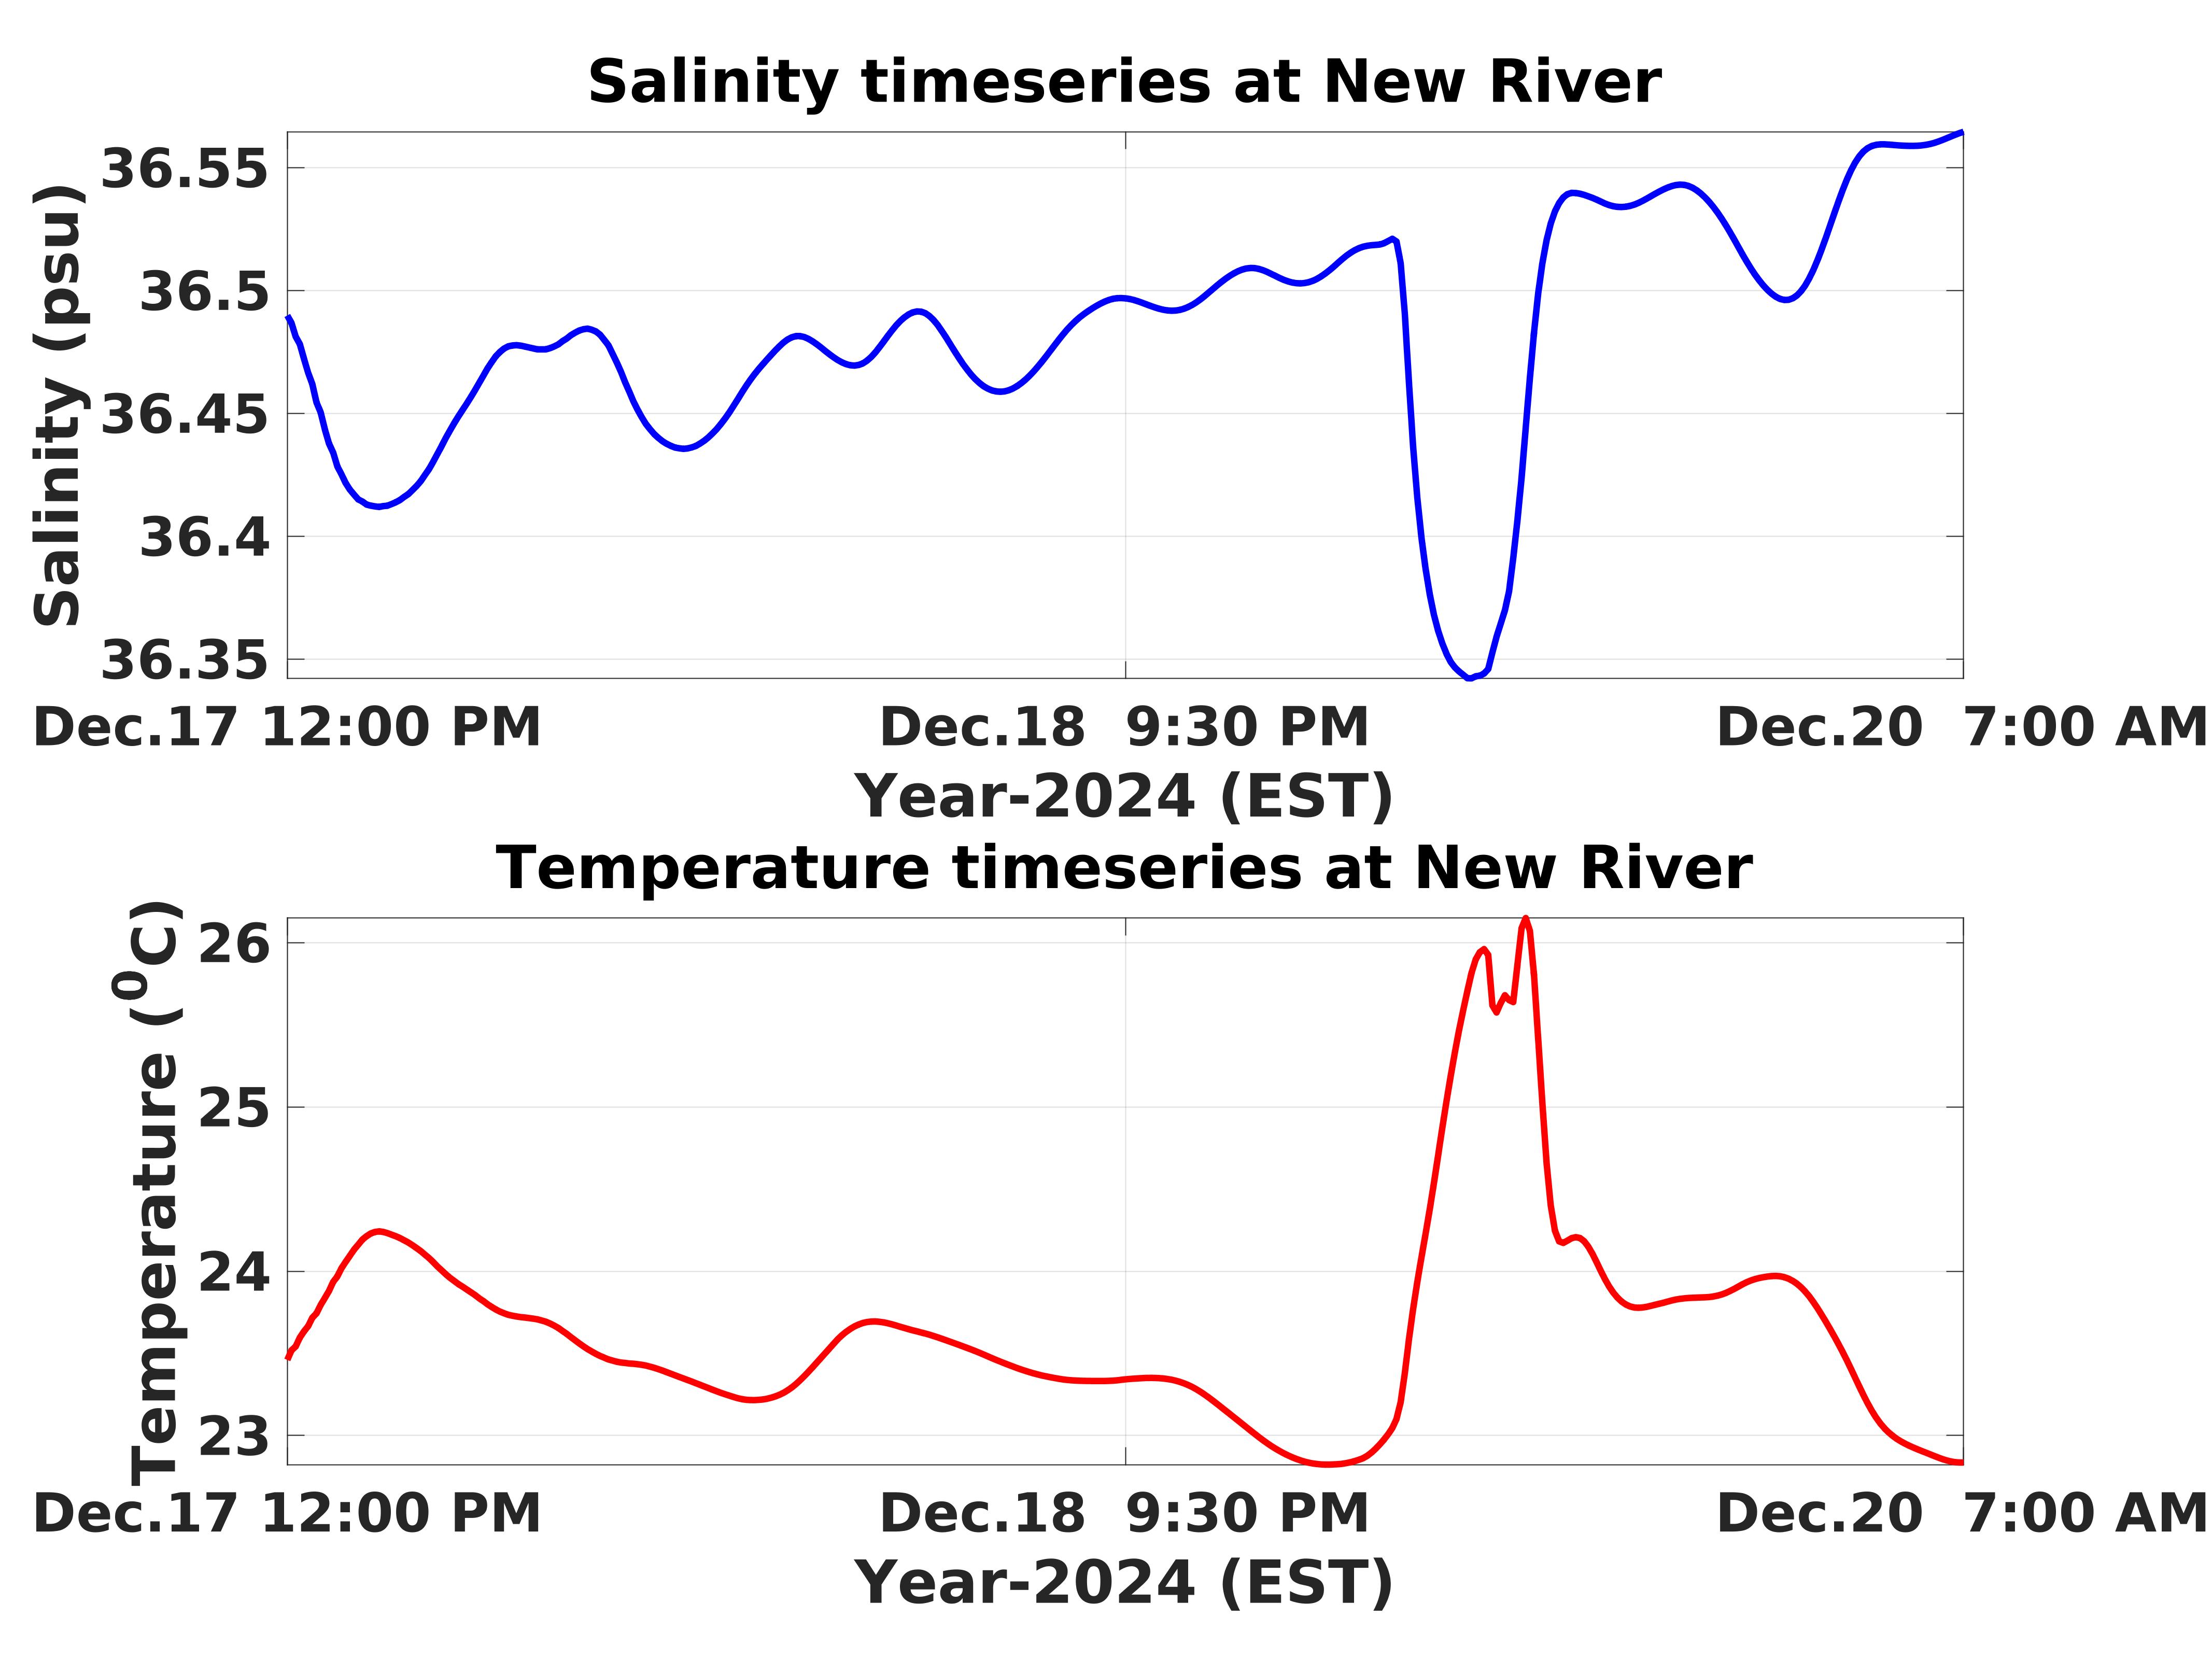 Salinity timeseries at New River
Salinity (psu)
36.55
36.5
36.45
36.4
36.35
Dec.17 12:00 PM Dec.18 9:30 PM Dec.20 7:00 AM
Year-2024 (EST)
Temperature timeseries at New River
Temperature (⁰C)
26
25
24
23
Dec.17 12:00 PM Dec.18 9:30 PM Dec.20 7:00 AM
Year-2024 (EST)